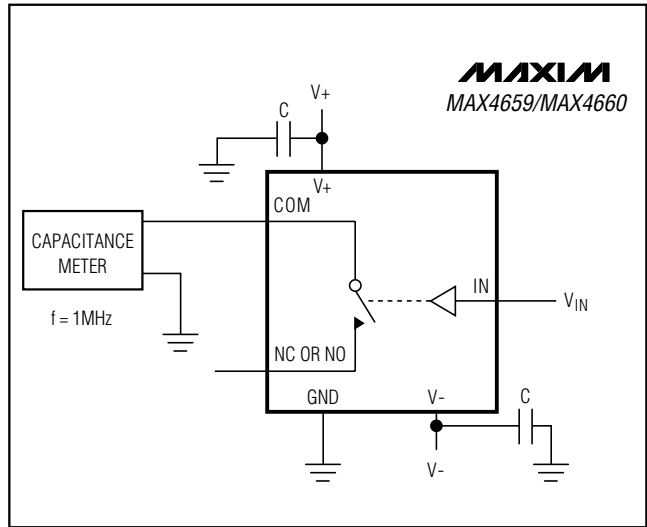 MAXIM
MAX4659/MAX4660
V+
C
V+
COM
CAPACITANCE
METER
IN
VIN
f = 1MHz
NC OR NO
GND
V-
C
V-